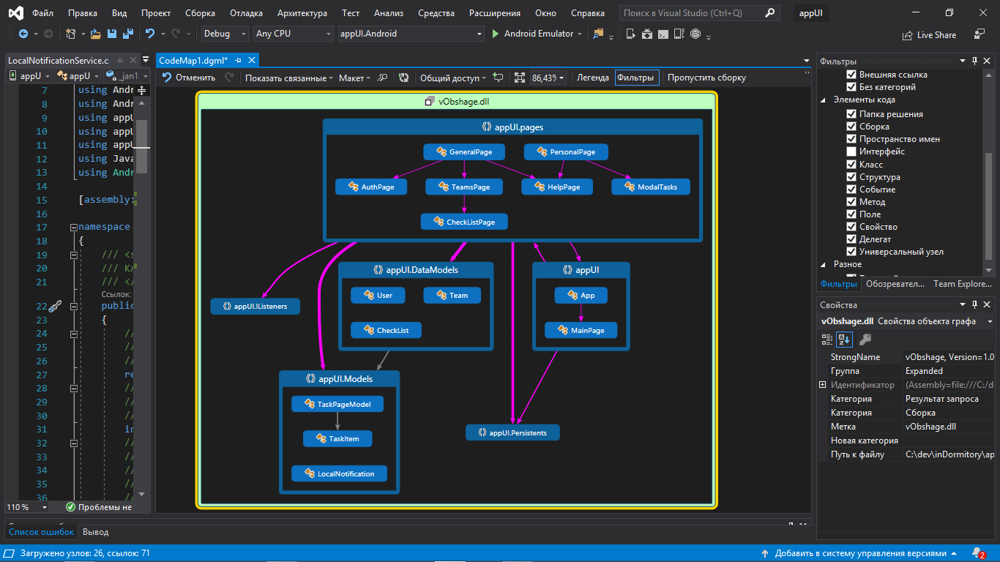 Файл Правка Вид Проект Сборка Отладка Архитектура Тест Анализ Средства Расширения Окно Справка Поиск в Visual Studio (Ctrl+Q) appUI
Debug Any CPU appUI.Android Android Emulator Live Share
LocalNotificationService.c CodeMap1.dgml*
appU appU _jan1
Отменить Показать связанные Макет Общий доступ 86,439 Легенда Фильтры Пропустить сборку
7 using Andr
8 using Andr
9 using appU
10 using appU
11 using appU
12 using Java
13 using Andr
14
15 [assembly:
16
17 namespace
18 {
19 /// <s
20 /// Кл
21 /// </
Ссылок:
22 public
23 {
24 //
25 //
26 //
27 re
28 //
29 //
30 //
31 in
32 //
33 //
34 //
35 //
36 //
110 % Проблемы не
vObshage.dll
appUI.pages
GeneralPage PersonalPage
AuthPage TeamsPage HelpPage ModalTasks
CheckListPage
appUI.DataModels appUI
User Team App
appUI.IListeners
CheckList MainPage
appUI.Models
TaskPageModel
appUI.Persistents
TaskItem
LocalNotification
Фильтры
Внешняя ссылка
Без категорий
Элементы кода
Папка решения
Сборка
Пространство имен
Интерфейс
Класс
Структура
Событие
Метод
Поле
Свойство
Делегат
Универсальный узел
Разное
Фильтры Обозревател... Team Explore...
Свойства
vObshage.dll Свойства объекта графа
StrongName vObshage, Version=1.0
Группа Expanded
Идентификатор (Assembly=file:///C:/d
Категория Результат запроса
Категория Сборка
Метка vObshage.dll
Новая категория
Путь к файлу C:\dev\inDormitory\ap
Список ошибок Вывод
Загружено узлов: 26, ссылок: 71 Добавить в систему управления версиями 2